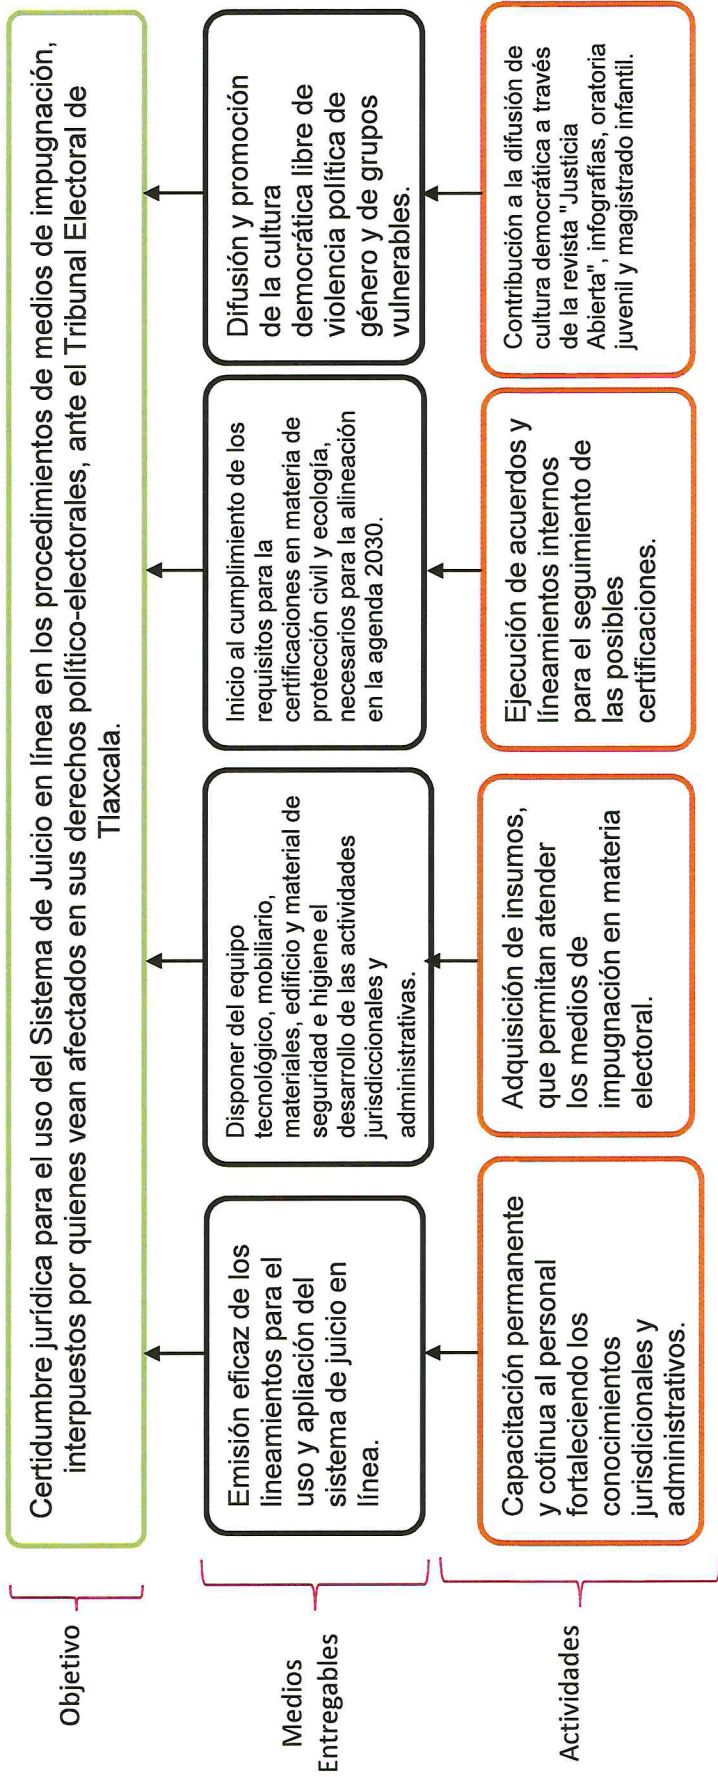 Objetivo
Certidumbre jurídica para el uso del Sistema de Juicio en línea en los procedimientos de medios de impugnación,
interpuestos por quienes vean afectados en sus derechos político-electorales, ante el Tribunal Electoral de
Tlaxcala.
Medios
Entregables
Emisión eficaz de los
lineamientos para el
uso y apliación del
sistema de juicio en
línea.
Disponer del equipo
tecnológico, mobiliario,
materiales, edificio y material de
seguridad e higiene el
desarrollo de las actividades
jurisdiccionales y
administrativas.
Inicio al cumplimiento de los
requisitos para la
certificaciones en materia de
protección civil y ecología,
necesarios para la alineación
en la agenda 2030.
Difusión y promoción
de la cultura
democrática libre de
violencia política de
género y de grupos
vulnerables.
Actividades
Capacitación permanente
y cotinua al personal
fortaleciendo los
conocimientos
jurisdicionales y
administrativos.
Adquisición de insumos,
que permitan atender
los medios de
impugnación en materia
electoral.
Ejecución de acuerdos y
líneamientos internos
para el seguimiento de
las posibles
certificaciones.
Contribución a la difusión de
cultura democrática a través
de la revista "Justicia
Abierta", infografías, oratoria
juvenil y magistrado infantil.